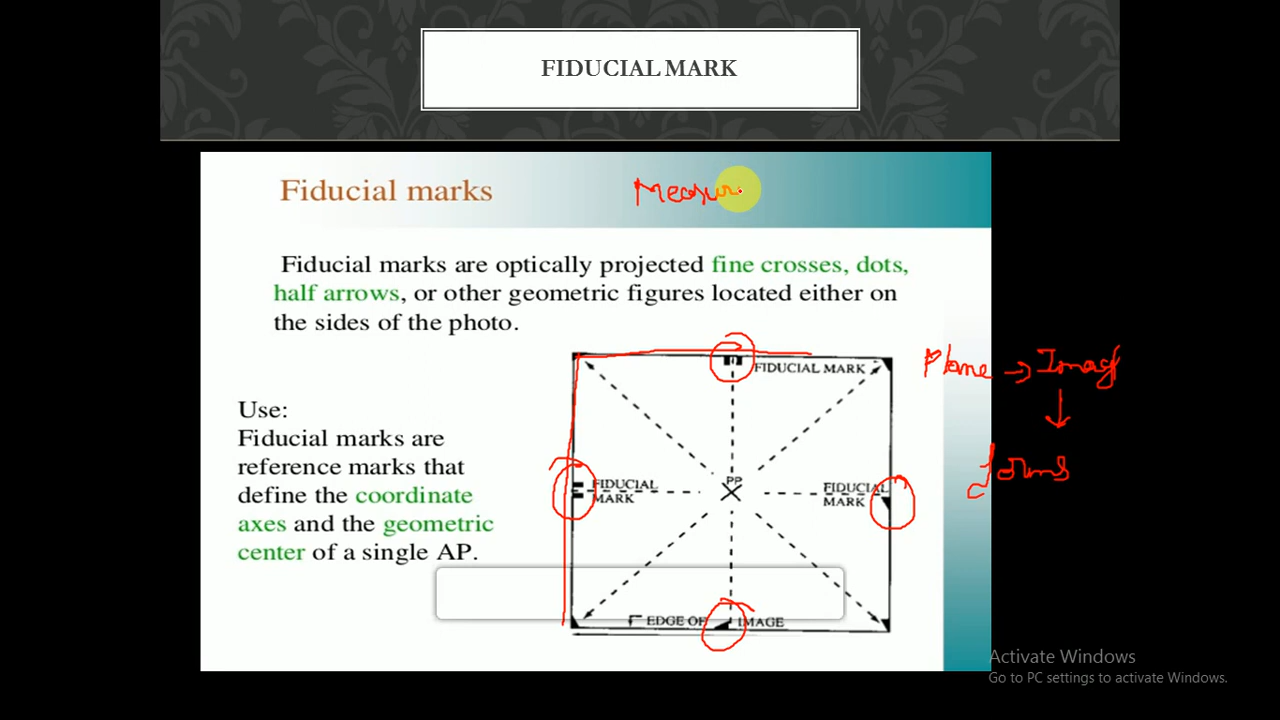 FIDUCIAL MARK
Fiducial marks
Measur
Fiducial marks are optically projected fine crosses, dots,
half arrows, or other geometric figures located either on
the sides of the photo.
FIDUCIAL MARK
Plane → Imag
↓
forms
Use:
Fiducial marks are
reference marks that
define the coordinate
axes and the geometric
center of a single AP.
PP
FIDUCIAL
MARK
FIDUCIAL
MARK
EDGE OF IMAGE
Activate Windows
Go to PC settings to activate Windows.